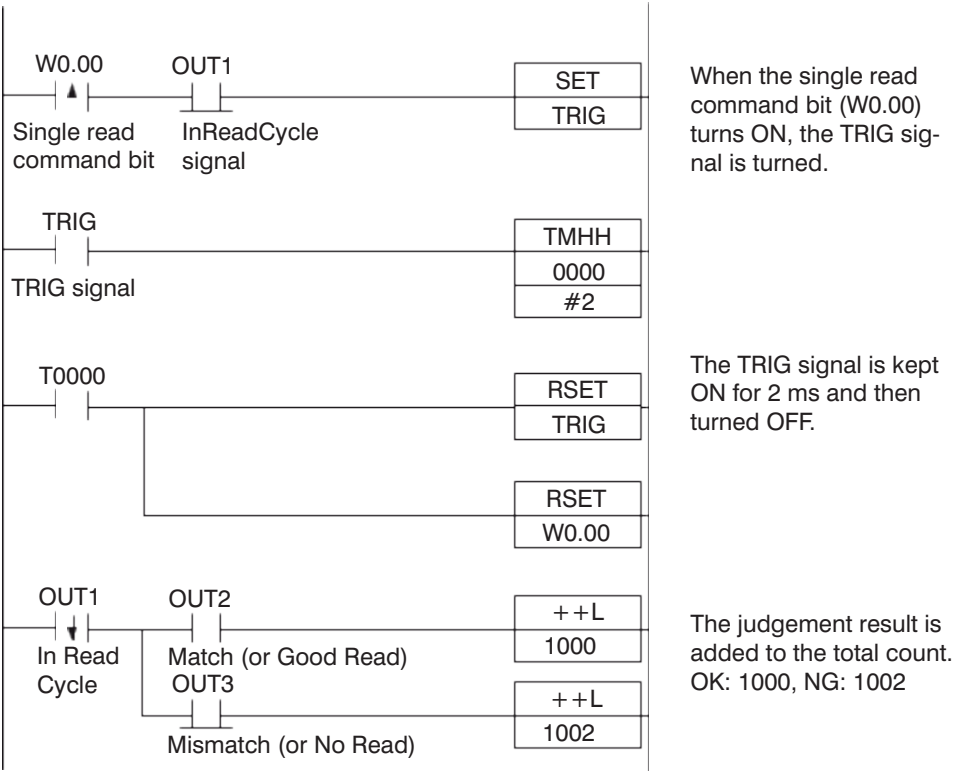 W0.00
OUT1
SET
TRIG
Single read
command bit
InReadCycle
signal
When the single read
command bit (W0.00)
turns ON, the TRIG sig-
nal is turned.
TRIG
TMHH
0000
#2
TRIG signal
T0000
RSET
TRIG
The TRIG signal is kept
ON for 2 ms and then
turned OFF.
RSET
W0.00
OUT1
OUT2
++L
1000
In Read
Cycle
Match (or Good Read)
OUT3
++L
1002
Mismatch (or No Read)
The judgement result is
added to the total count.
OK: 1000, NG: 1002